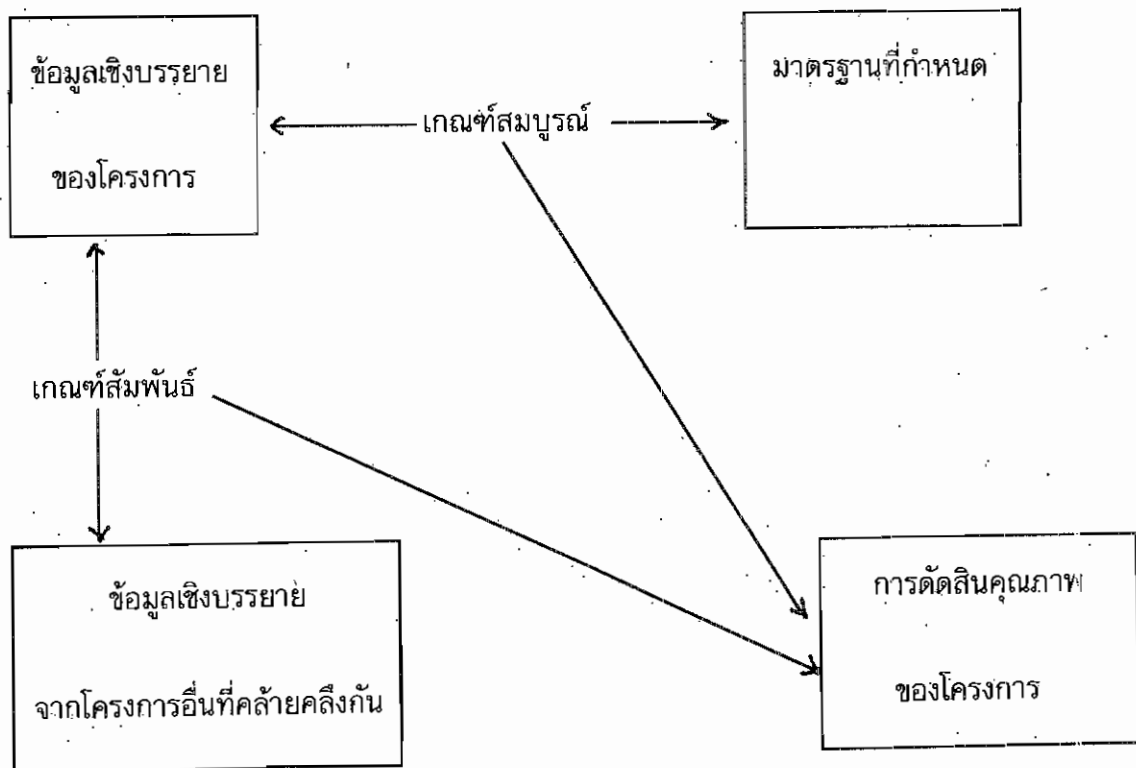 ข้อมูลเชิงบรรยาย
ของโครงการ
มาตรฐานที่กำหนด
เกณฑ์สมบูรณ์
เกณฑ์สัมพันธ์
ข้อมูลเชิงบรรยาย
จากโครงการอื่นที่คล้ายคลึงกัน
การตัดสินคุณภาพ
ของโครงการ